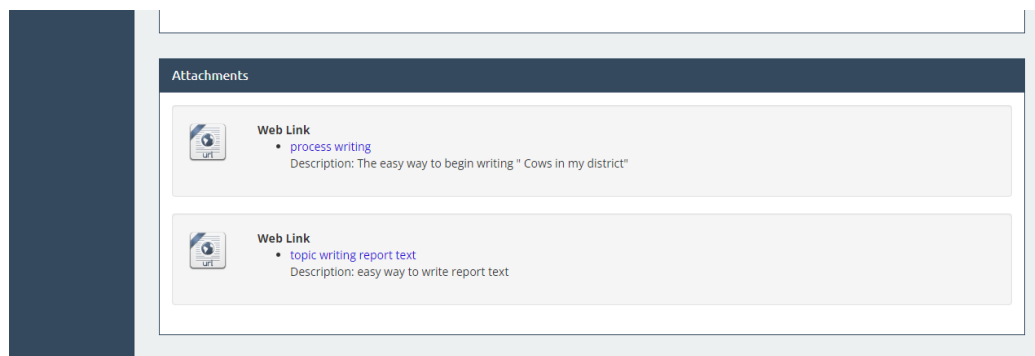 Attachments
Web Link
process writing
Description: The easy way to begin writing " Cows in my district"
url
Web Link
topic writing report text
Description: easy way to write report text
url